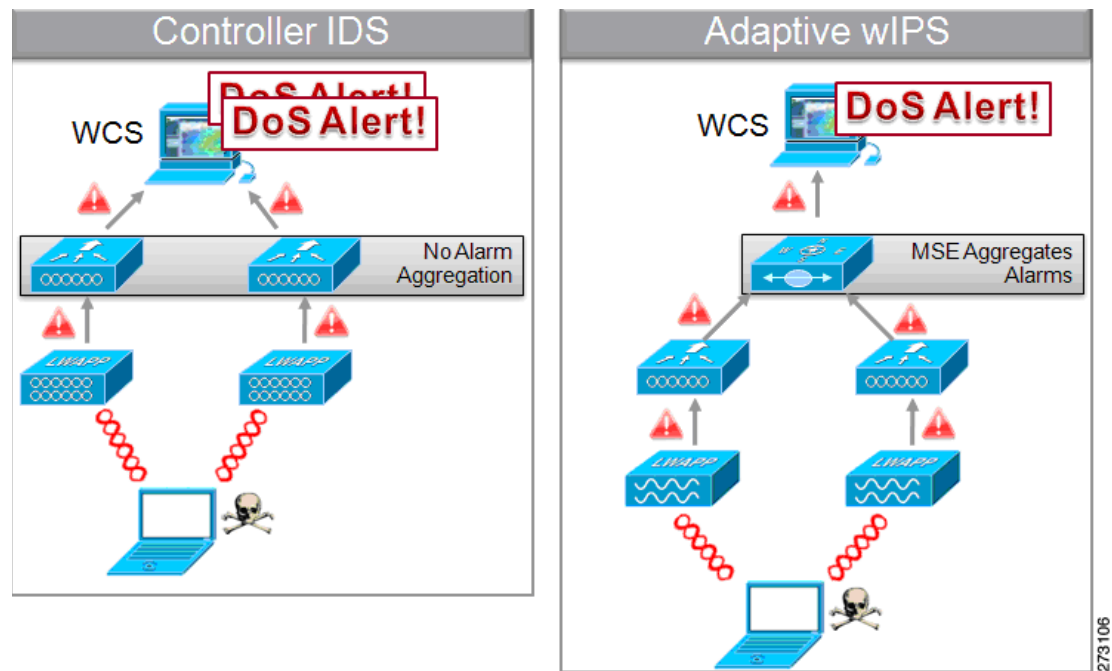 Controller IDS
DoS Alert!
DoS Alert!
WCS
No Alarm
Aggregation
LWAPP
LWAPP
Adaptive wIPS
DoS Alert!
WCS
N
W
E
S
MSE Aggregates
Alarms
LWAPP
LWAPP
273106